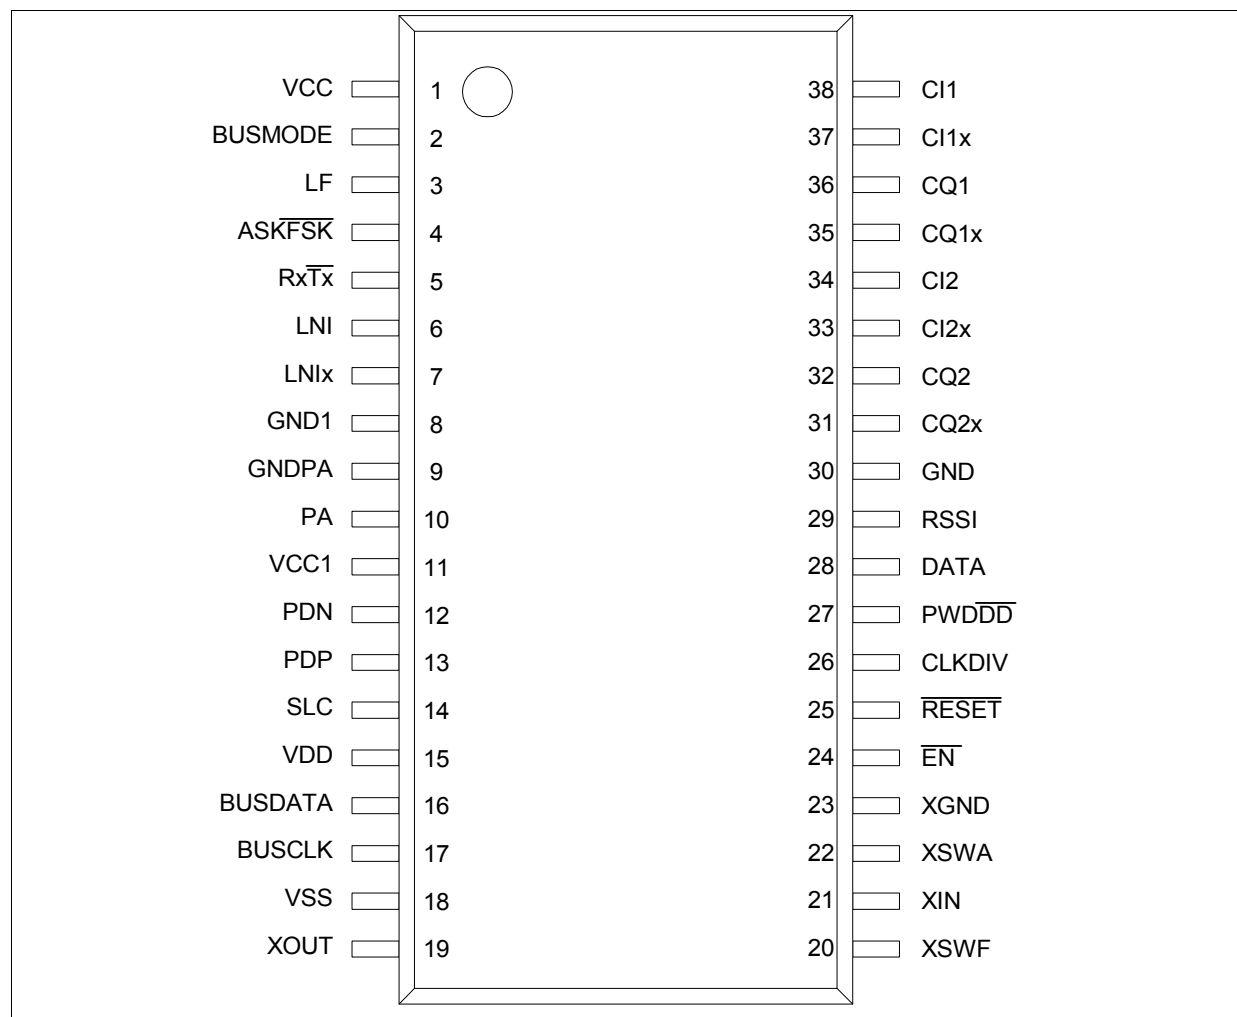 VCC 1 38 CI1
BUSMODE 2 37 CI1x
LF 3 36 CQ1
ASKFSK 4 35 CQ1x
RxTx 5 34 CI2
LNI 6 33 CI2x
LNIx 7 32 CQ2
GND1 8 31 CQ2x
GNDPA 9 30 GND
PA 10 29 RSSI
VCC1 11 28 DATA
PDN 12 27 PWDDD
PDP 13 26 CLKDIV
SLC 14 25 RESET
VDD 15 24 EN
BUSDATA 16 23 XGND
BUSCLK 17 22 XSWA
VSS 18 21 XIN
XOUT 19 20 XSWF